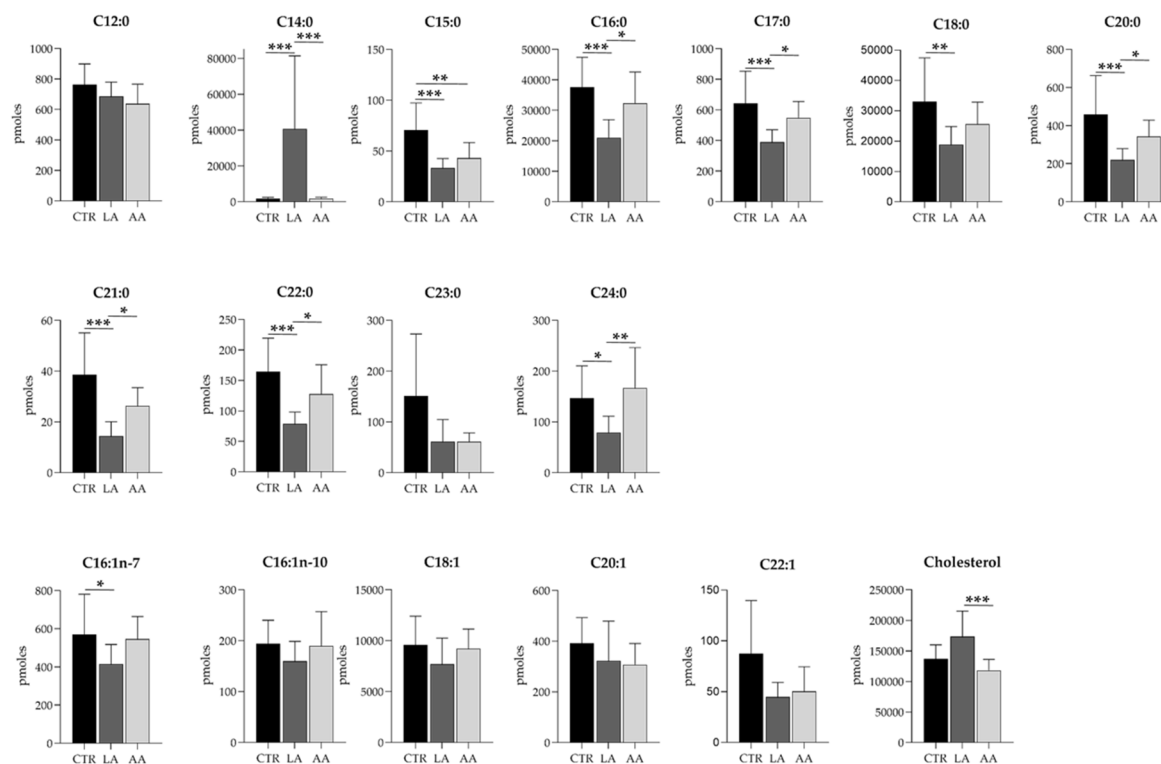 C12:0
pmoles
1000
800
600
400
200
0
CTR LA AA
C14:0
pmoles
*** ***
80000
60000
40000
20000
0
CTR LA AA
C15:0
pmoles
150
100
50
0
**
***
CTR LA AA
C16:0
pmoles
50000
40000
30000
20000
10000
0
*** *
CTR LA AA
C17:0
pmoles
1000
800
600
400
200
0
*** *
CTR LA AA
C18:0
pmoles
50000
40000
30000
20000
10000
0
**
CTR LA AA
C20:0
pmoles
800
600
400
200
0
*** *
CTR LA AA
C21:0
pmoles
60
40
20
0
*** *
CTR LA AA
C22:0
pmoles
250
200
150
100
50
0
*** *
CTR LA AA
C23:0
pmoles
300
200
100
0
CTR LA AA
C24:0
pmoles
300
200
100
0
* **
CTR LA AA
C16:1n-7
pmoles
800
600
400
200
0
*
CTR LA AA
C16:1n-10
pmoles
300
200
100
0
CTR LA AA
C18:1
pmoles
15000
10000
5000
0
CTR LA AA
C20:1
pmoles
600
400
200
0
CTR LA AA
C22:1
pmoles
150
100
50
0
CTR LA AA
Cholesterol
pmoles
250000
200000
150000
100000
50000
0
***
CTR LA AA